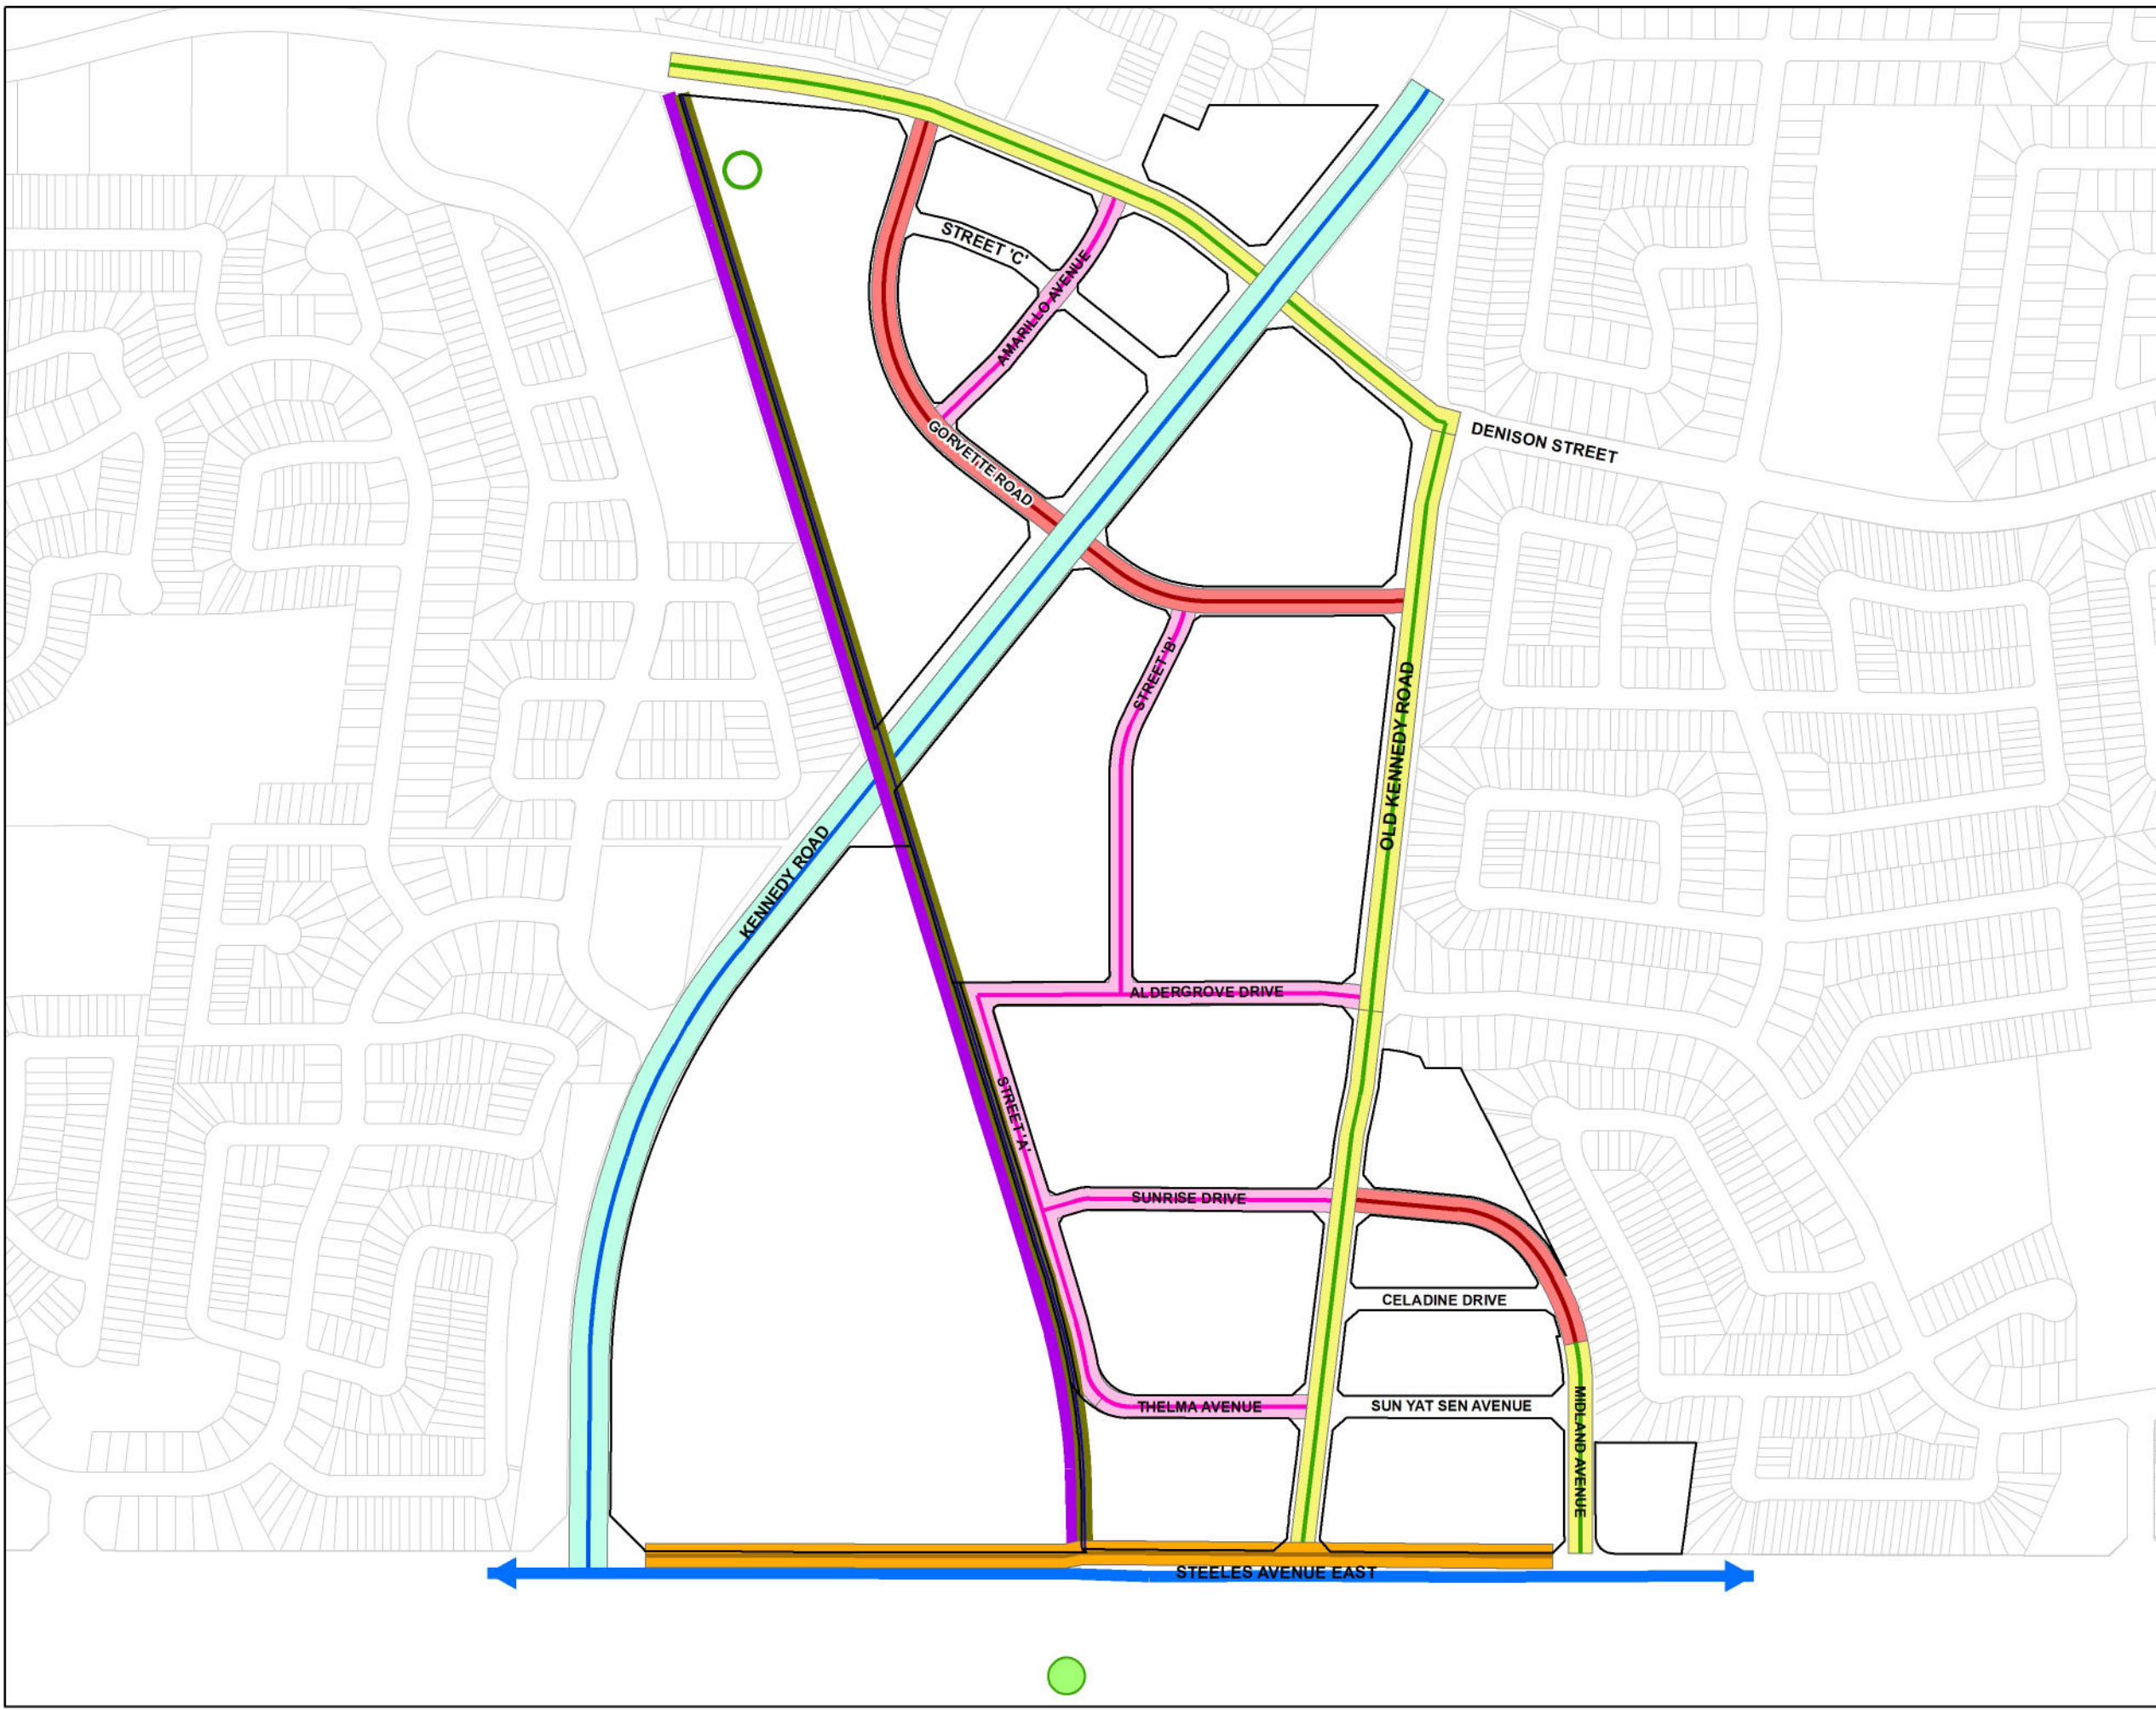 STREET 'C'
AMARILLO AVENUE
DENISON STREET
GORVETTE ROAD
STREET 'B'
OLD KENNEDY ROAD
KENNEDY ROAD
ALDERGROVE DRIVE
STREET 'A'
SUNRISE DRIVE
CELADINE DRIVE
THELMA AVENUE
SUN YAT SEN AVENUE
MIDLAND AVENUE
STEELES AVENUE EAST